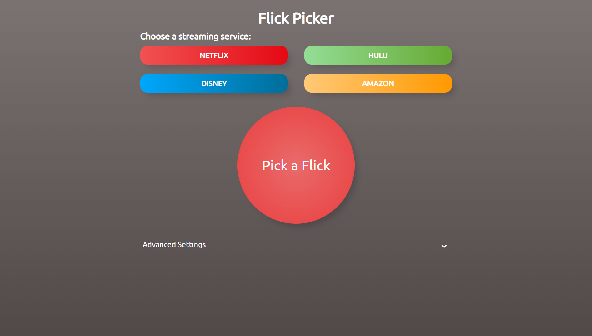 Flick Picker
Choose a streaming service:
NETFLIX
HULU
DISNEY
AMAZON
Pick a Flick
Advanced Settings